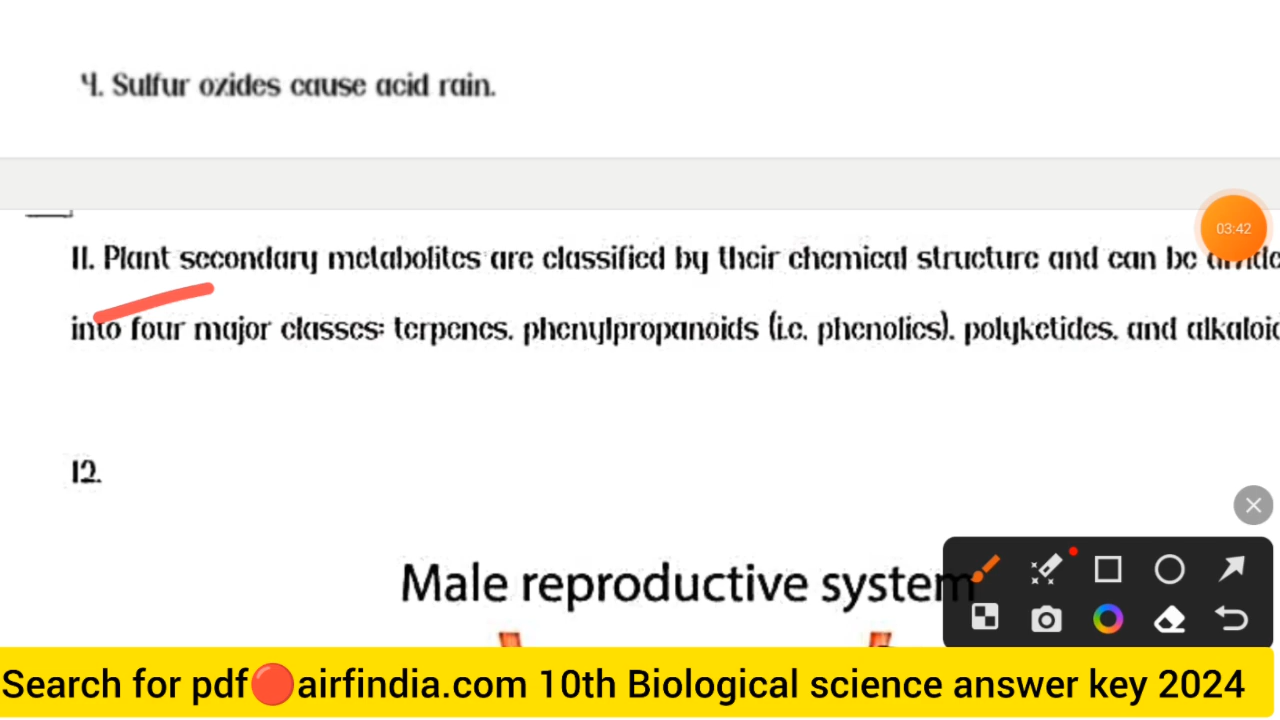 4. Sulfur oxides cause acid rain.
03:42
11. Plant secondary metabolites are classified by their chemical structure and can be
into four major classes: terpenes, phenylpropanoids (i.e. phenolics), polyketides, and
12.
Male reproductive system
Search for pdf🔴airfindia.com 10th Biological science answer key 2024